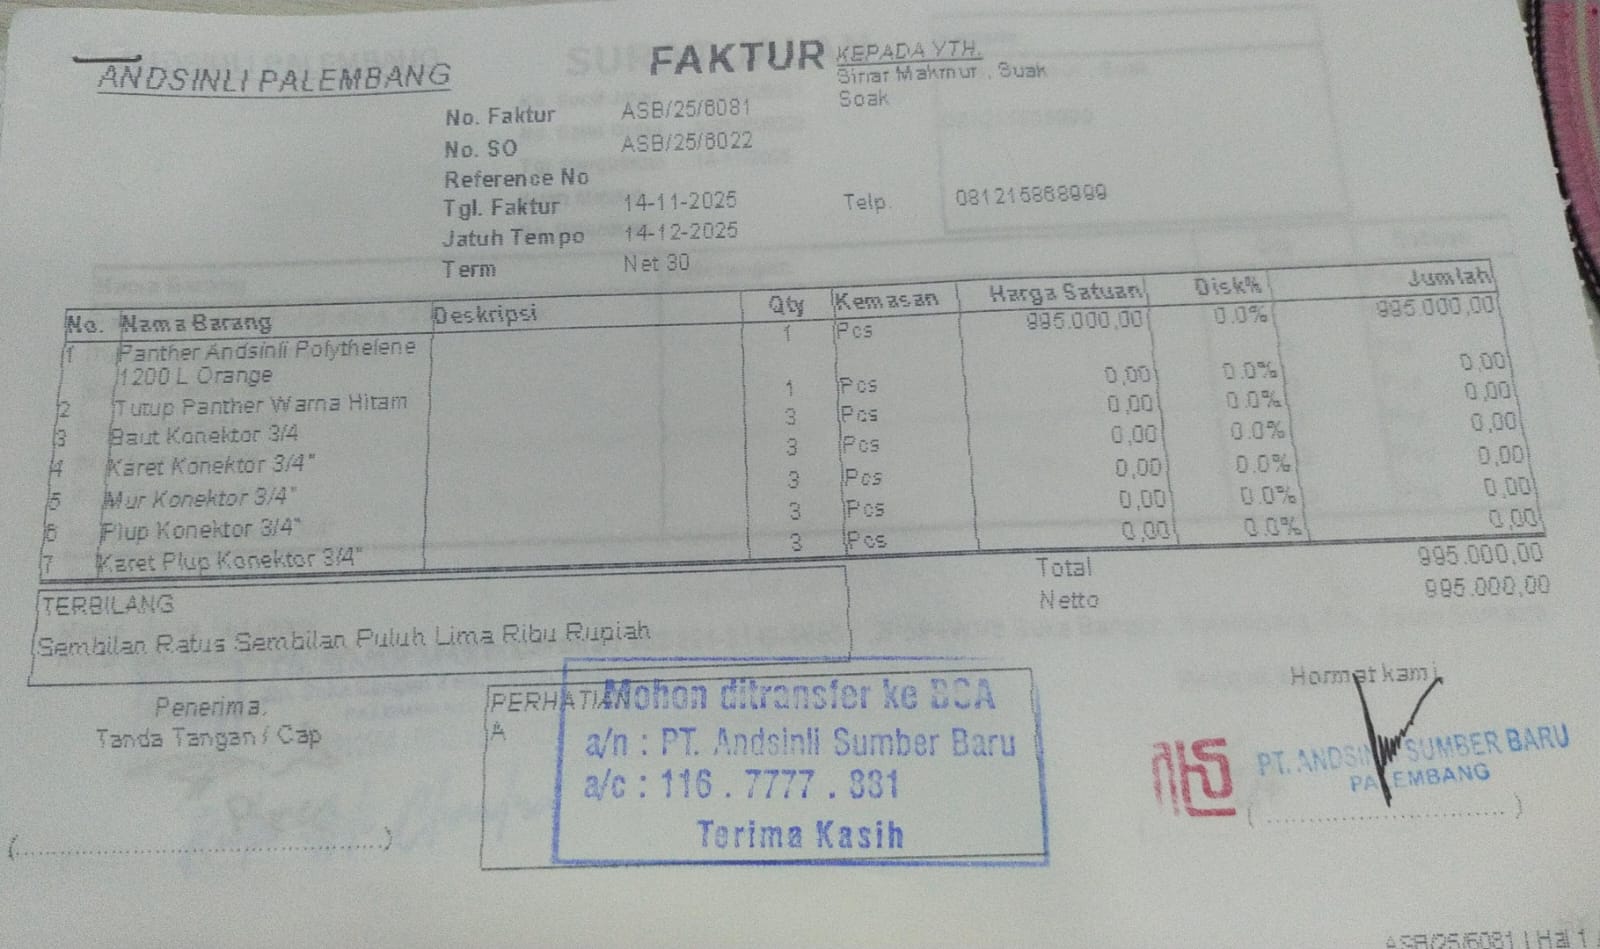 ANDSINLI PALEMBANG
FAKTUR
KEPADA YTH.
Sinar Makmur , Suak
Soak
No. Faktur ASB/25/6081
No. SO ASB/25/6022
Reference No
Tgl. Faktur 14-11-2025
Telp. 081215868999
Jatuh Tempo 14-12-2025
Term Net 30
No. Nama Barang Deskripsi Qty Kemasan Harga Satuan Disk% Jumlah
1 Panther Andsinli Polythelene 1 Pcs 995.000,00 0.0% 995.000,00
1200 L Orange
2 Tutup Panther Warna Hitam 1 Pcs 0,00 0.0% 0,00
3 Baut Konektor 3/4 3 Pcs 0,00 0.0% 0,00
4 Karet Konektor 3/4" 3 Pcs 0,00 0.0% 0,00
5 Mur Konektor 3/4" 3 Pcs 0,00 0.0% 0,00
6 Plup Konektor 3/4" 3 Pcs 0,00 0.0% 0,00
7 Karet Plup Konektor 3/4" 3 Pcs 0,00 0.0% 0,00
Total 995.000,00
Netto 995.000,00
TERBILANG
Sembilan Ratus Sembilan Puluh Lima Ribu Rupiah
Penerima,
Tanda Tangan / Cap
(................................................)
PERHATIAN
A
Mohon ditransfer ke BCA
a/n : PT. Andsinli Sumber Baru
a/c : 116 . 7777 . 881
Terima Kasih
Hormat kami,
PT. ANDSINLI SUMBER BARU
PALEMBANG
(................................)
ASB/25/6081 | Hal 1